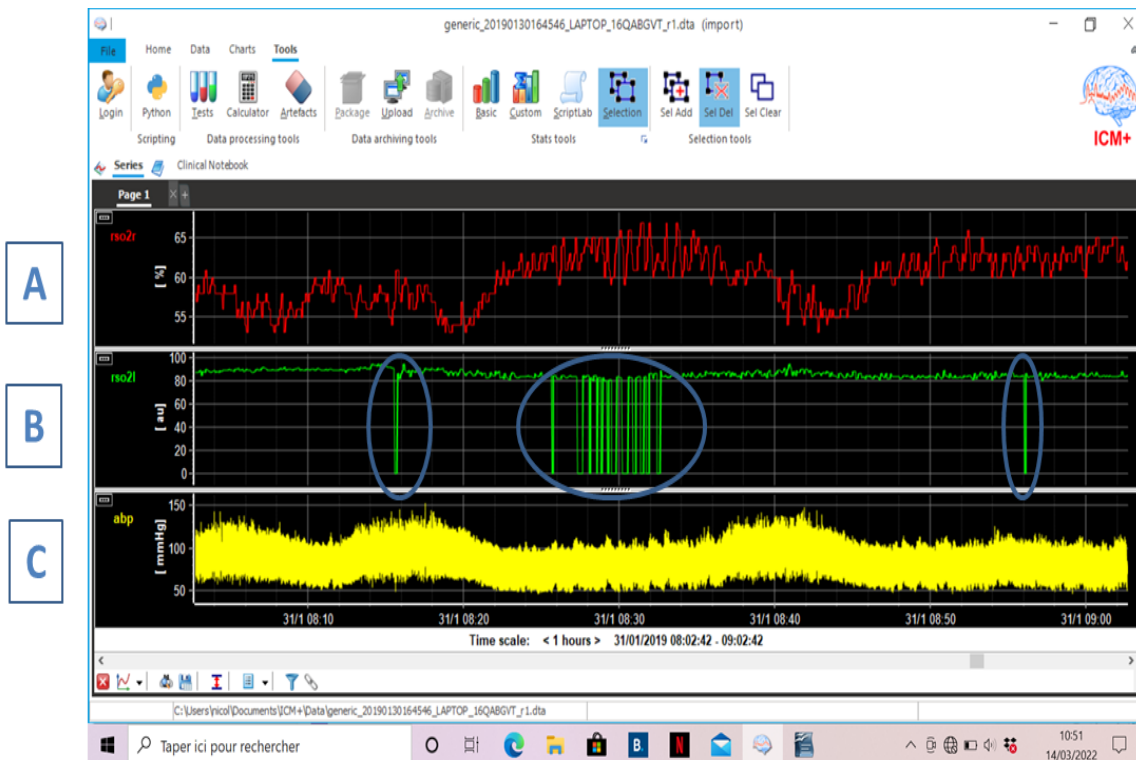 generic_20190130164546_LAPTOP_16QABGVT_r1.dta (import)
File Home Data Charts Tools
Login Python Tests Calculator Artefacts Package Upload Archive Basic Custom ScriptLab Selection Sel Add Sel Del Sel Clear
Scripting Data processing tools Data archiving tools Stats tools Selection tools
ICM+
Series Clinical Notebook
Page 1
A
rso2r
[ % ]
65
60
55
B
rso2l
[ au ]
100
80
60
40
20
0
C
abp
[ mmHg ]
150
100
50
31/1 08:10 31/1 08:20 31/1 08:30 31/1 08:40 31/1 08:50 31/1 09:00
Time scale: < 1 hours > 31/01/2019 08:02:42 - 09:02:42
C:\Users\nicol\Documents\ICM+\Data\generic_20190130164546_LAPTOP_16QABGVT_r1.dta
Taper ici pour rechercher
B.
N
10:51
14/03/2022